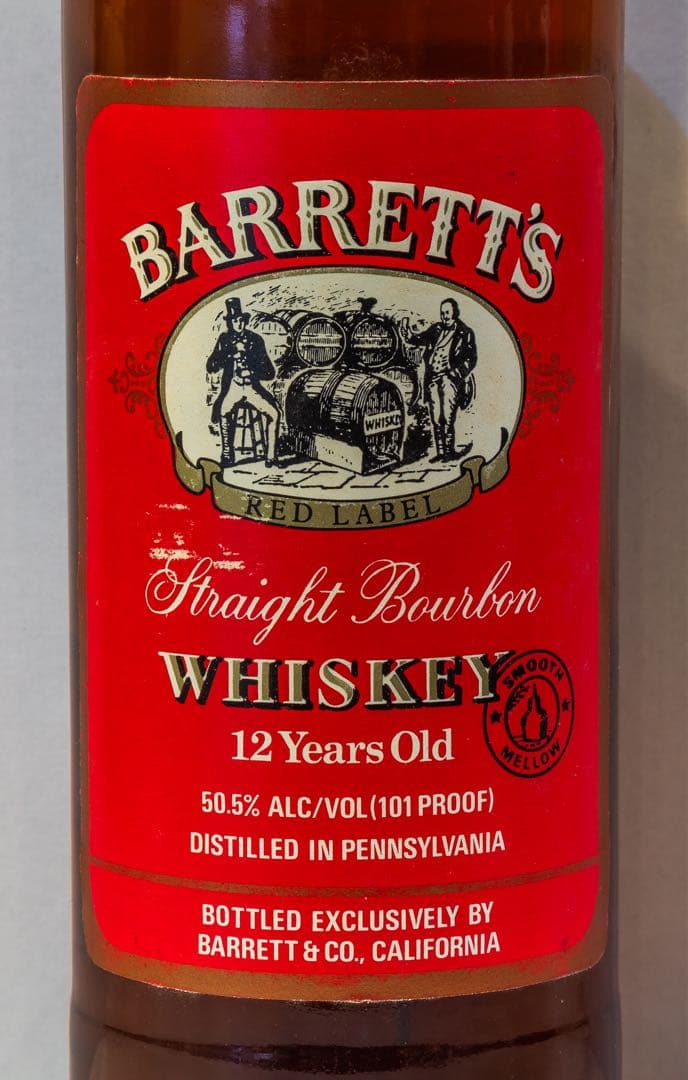 BARRETT'S
WHISKEY
RED LABEL
Straight Bourbon
WHISKEY
SMOOTH
MELLOW
12 Years Old
50.5% ALC/VOL (101 PROOF)
DISTILLED IN PENNSYLVANIA
BOTTLED EXCLUSIVELY BY
BARRETT & CO., CALIFORNIA